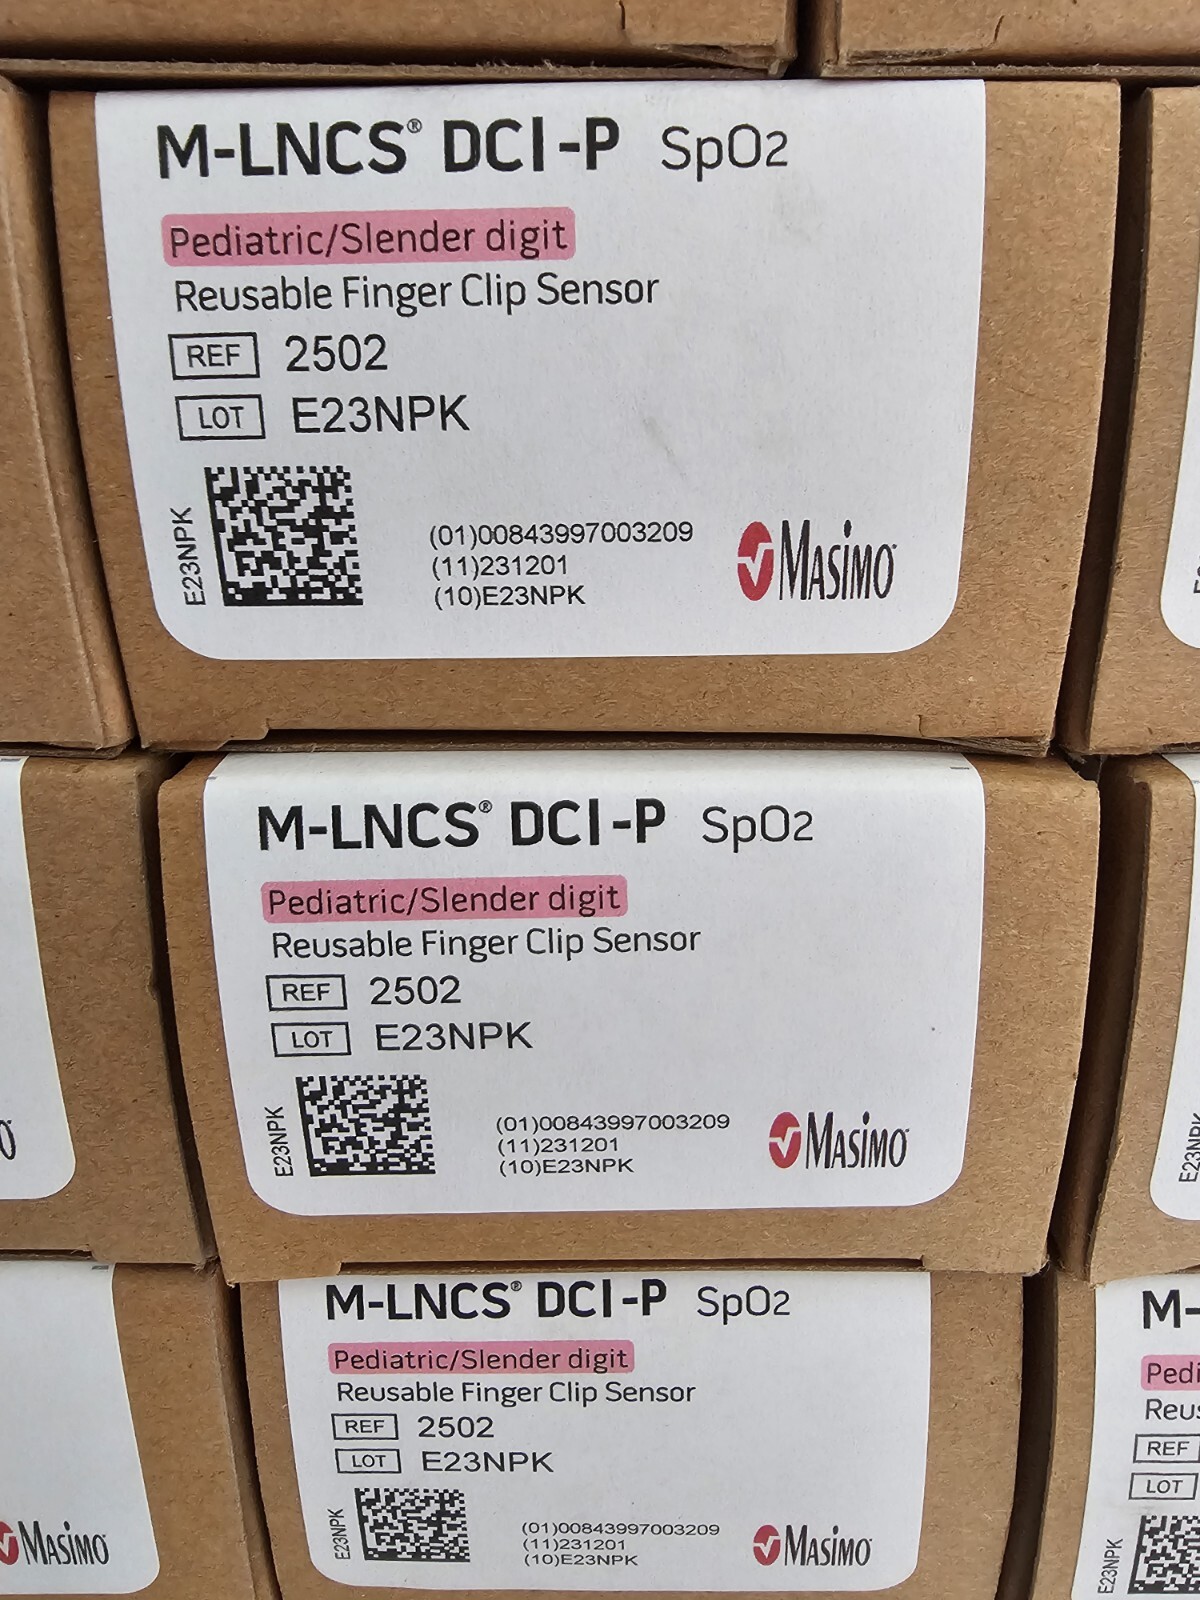 M-LNCS® DCI-P SpO2
Pediatric/Slender digit
Reusable Finger Clip Sensor
REF 2502
LOT E23NPK
E23NPK
(01)00843997003209
(11)231201
(10)E23NPK
Masimo
M-LNCS® DCI-P SpO2
Pediatric/Slender digit
Reusable Finger Clip Sensor
REF 2502
LOT E23NPK
E23NPK
(01)00843997003209
(11)231201
(10)E23NPK
Masimo
E23NPK
M-LNCS® DCI-P SpO2
Pediatric/Slender digit
Reusable Finger Clip Sensor
REF 2502
LOT E23NPK
E23NPK
(01)00843997003209
(11)231201
(10)E23NPK
Masimo
Masimo
M-
Pedi
Reus
REF
LOT
E23NPK